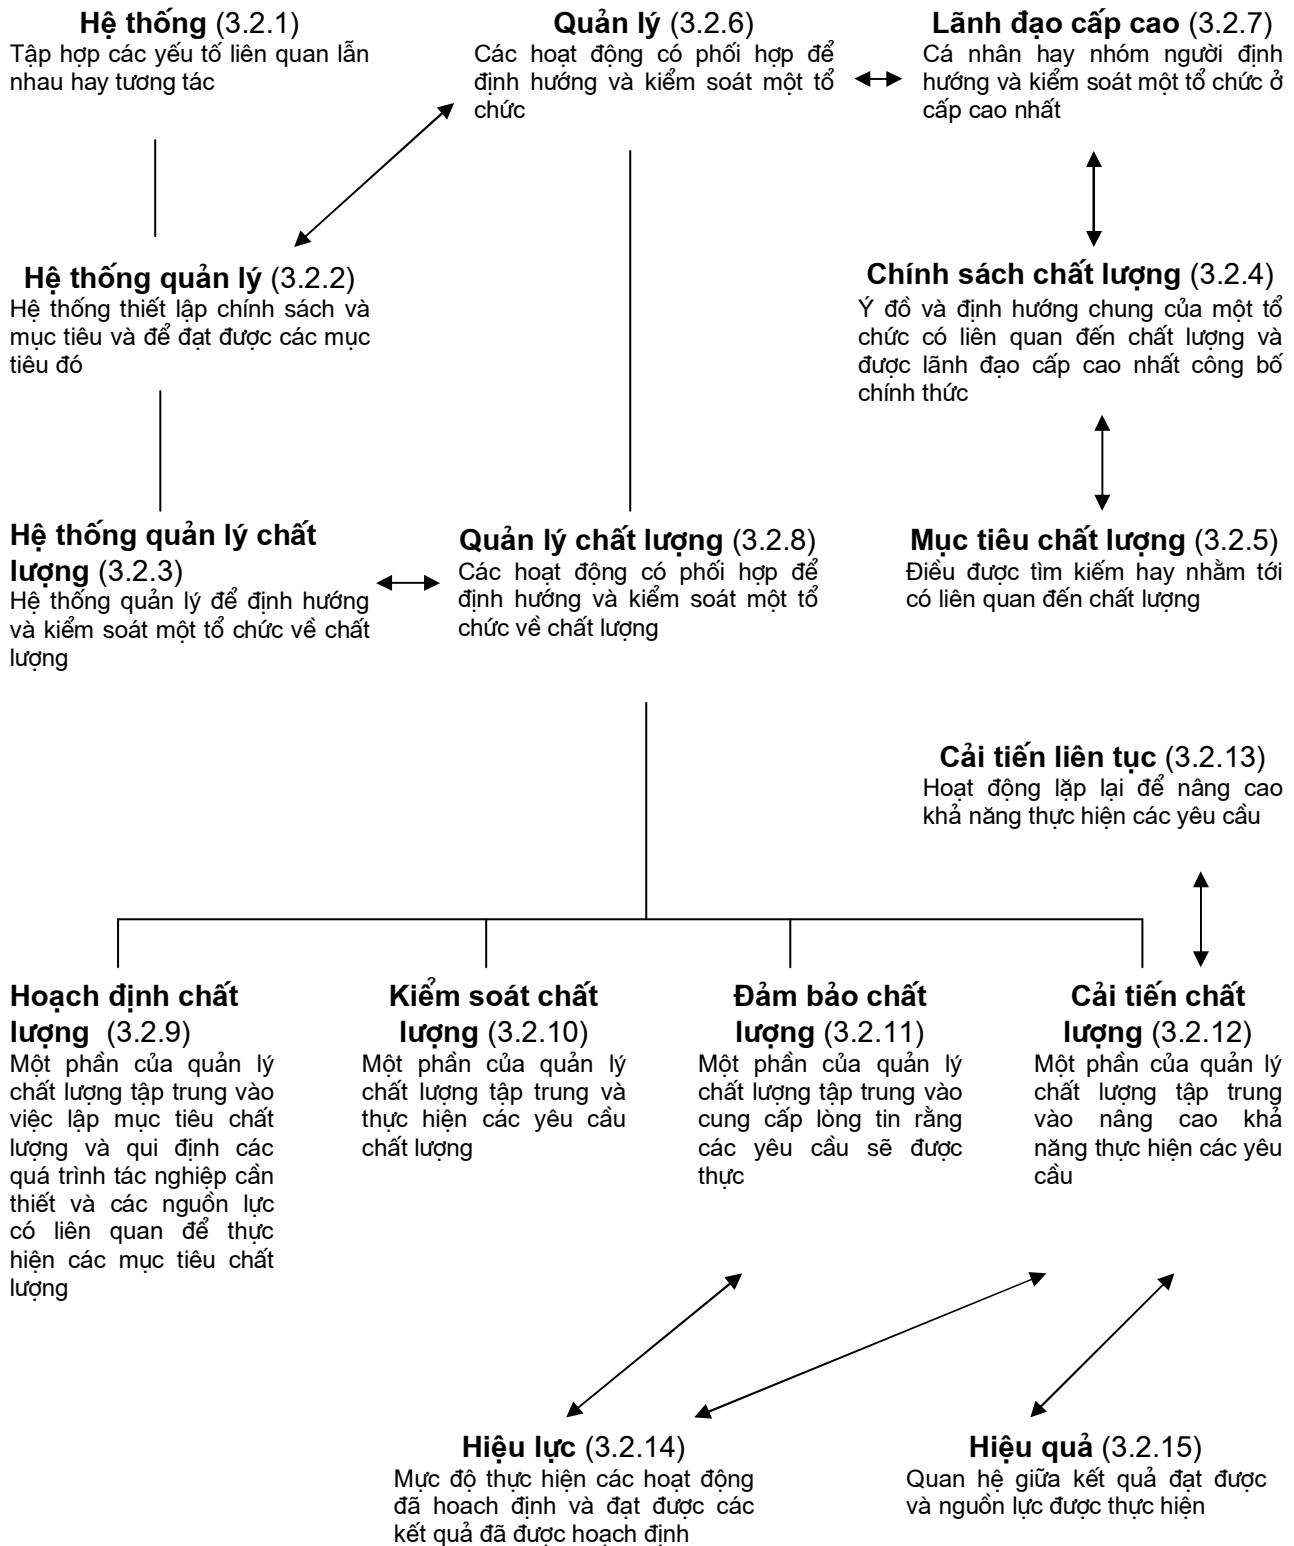 Hệ thống (3.2.1)
Tập hợp các yếu tố liên quan lẫn
nhau hay tương tác
Quản lý (3.2.6)
Các hoạt động có phối hợp để
định hướng và kiểm soát một tổ
chức
Lãnh đạo cấp cao (3.2.7)
Cá nhân hay nhóm người định
hướng và kiểm soát một tổ chức ở
cấp cao nhất
Hệ thống quản lý (3.2.2)
Hệ thống thiết lập chính sách và
mục tiêu và để đạt được các mục
tiêu đó
Chính sách chất lượng (3.2.4)
Ý đồ và định hướng chung của một tổ
chức có liên quan đến chất lượng và
được lãnh đạo cấp cao nhất công bố
chính thức
Hệ thống quản lý chất
lượng (3.2.3)
Hệ thống quản lý để định hướng
và kiểm soát một tổ chức về chất
lượng
Quản lý chất lượng (3.2.8)
Các hoạt động có phối hợp để
định hướng và kiểm soát một tổ
chức về chất lượng
Mục tiêu chất lượng (3.2.5)
Điều được tìm kiếm hay nhằm tới
có liên quan đến chất lượng
Cải tiến liên tục (3.2.13)
Hoạt động lặp lại để nâng cao
khả năng thực hiện các yêu cầu
Hoạch định chất
lượng (3.2.9)
Một phần của quản lý
chất lượng tập trung vào
việc lập mục tiêu chất
lượng và qui định các
quá trình tác nghiệp cần
thiết và các nguồn lực
có liên quan để thực
hiện các mục tiêu chất
lượng
Kiểm soát chất
lượng (3.2.10)
Một phần của quản lý
chất lượng tập trung và
thực hiện các yêu cầu
chất lượng
Đảm bảo chất
lượng (3.2.11)
Một phần của quản lý
chất lượng tập trung vào
cung cấp lòng tin rằng
các yêu cầu sẽ được
thực
Cải tiến chất
lượng (3.2.12)
Một phần của quản lý
chất lượng tập trung
vào nâng cao khả
năng thực hiện các yêu
cầu
Hiệu lực (3.2.14)
Mực độ thực hiện các hoạt động
đã hoach định và đạt được các
kết quả đã được hoạch định
Hiệu quả (3.2.15)
Quan hệ giữa kết quả đạt được
và nguồn lực được thực hiện